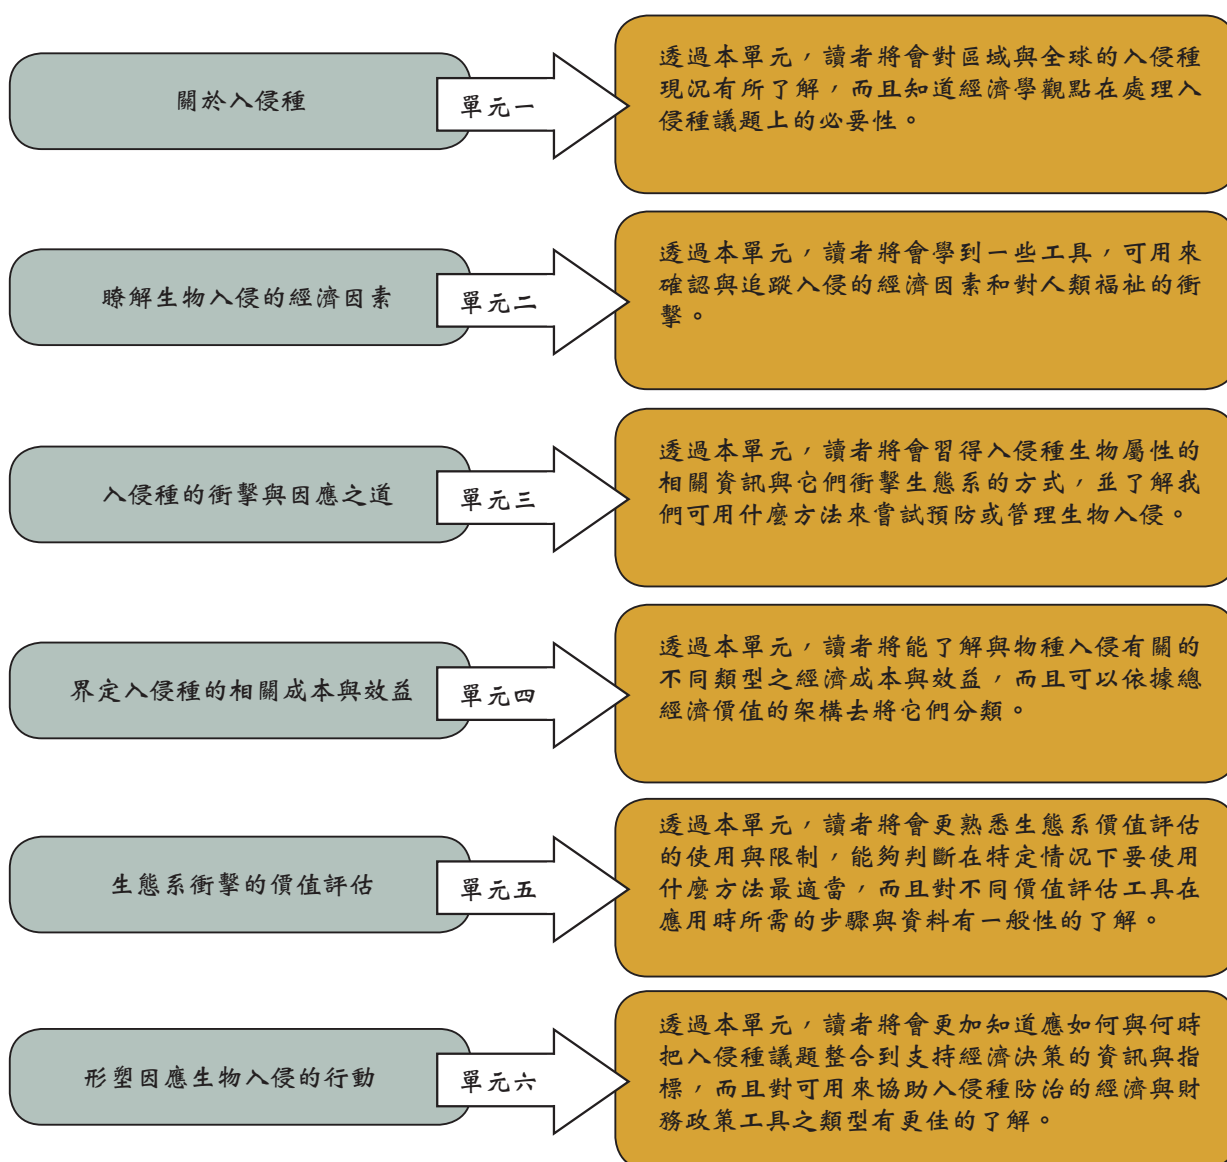 關於入侵種
單元一
透過本單元，讀者將會對區域與全球的入侵種
現況有所了解，而且知道經濟學觀點在處理入
侵種議題上的必要性。
瞭解生物入侵的經濟因素
單元二
透過本單元，讀者將會學到一些工具，可用來
確認與追蹤入侵的經濟因素和對人類福祉的衝
擊。
入侵種的衝擊與因應之道
單元三
透過本單元，讀者將會習得入侵種生物屬性的
相關資訊與它們衝擊生態系的方式，並了解我
們可用什麼方法來嘗試預防或管理生物入侵。
界定入侵種的相關成本與效益
單元四
透過本單元，讀者將能了解與物種入侵有關的
不同類型之經濟成本與效益，而且可以依據總
經濟價值的架構去將它們分類。
生態系衝擊的價值評估
單元五
透過本單元，讀者將會更熟悉生態系價值評估
的使用與限制，能夠判斷在特定情況下要使用
什麼方法最適當，而且對不同價值評估工具在
應用時所需的步驟與資料有一般性的了解。
形塑因應生物入侵的行動
單元六
透過本單元，讀者將會更加知道應如何與何時
把入侵種議題整合到支持經濟決策的資訊與指
標，而且對可用來協助入侵種防治的經濟與財
務政策工具之類型有更佳的了解。